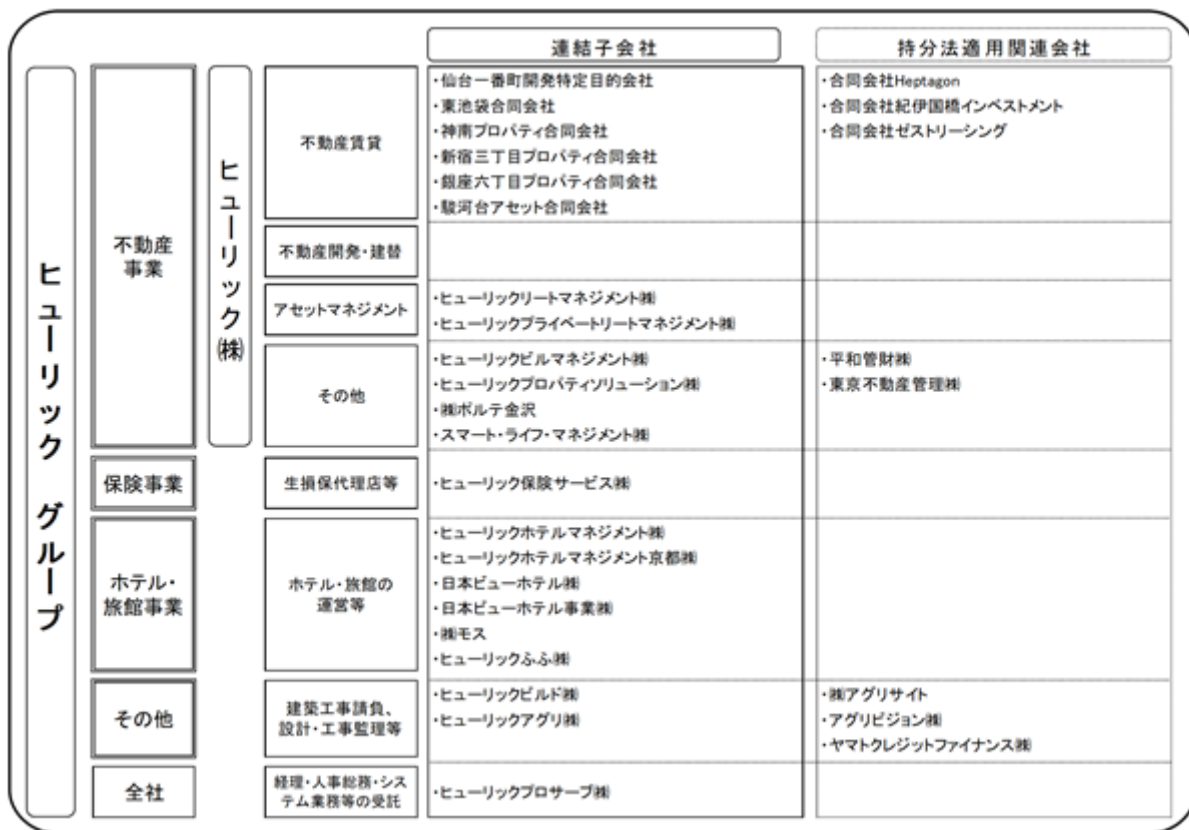 連結子会社
持分法適用関連会社
ヒューリック グループ
不動産
事業
ヒューリック㈱
不動産賃貸
・仙台一番町開発特定目的会社
・東池袋合同会社
・神南プロパティ合同会社
・新宿三丁目プロパティ合同会社
・銀座六丁目プロパティ合同会社
・駿河台アセット合同会社
・合同会社Heptagon
・合同会社紀伊国橋インベストメント
・合同会社ゼストリーシング
不動産開発・建替
アセットマネジメント
・ヒューリックリートマネジメント㈱
・ヒューリックプライベートリートマネジメント㈱
その他
・ヒューリックビルマネジメント㈱
・ヒューリックプロパティソリューション㈱
・㈱ポルテ金沢
・スマート・ライフ・マネジメント㈱
・平和管財㈱
・東京不動産管理㈱
保険事業
生損保代理店等
・ヒューリック保険サービス㈱
ホテル・
旅館事業
ホテル・旅館の
運営等
・ヒューリックホテルマネジメント㈱
・ヒューリックホテルマネジメント京都㈱
・日本ビューホテル㈱
・日本ビューホテル事業㈱
・㈱モス
・ヒューリックふふ㈱
その他
建築工事請負、
設計・工事監理等
・ヒューリックビルド㈱
・ヒューリックアグリ㈱
・㈱アグリサイト
・アグリビジョン㈱
・ヤマトクレジットファイナンス㈱
全社
経理・人事総務・シス
テム業務等の受託
・ヒューリックプロサーブ㈱